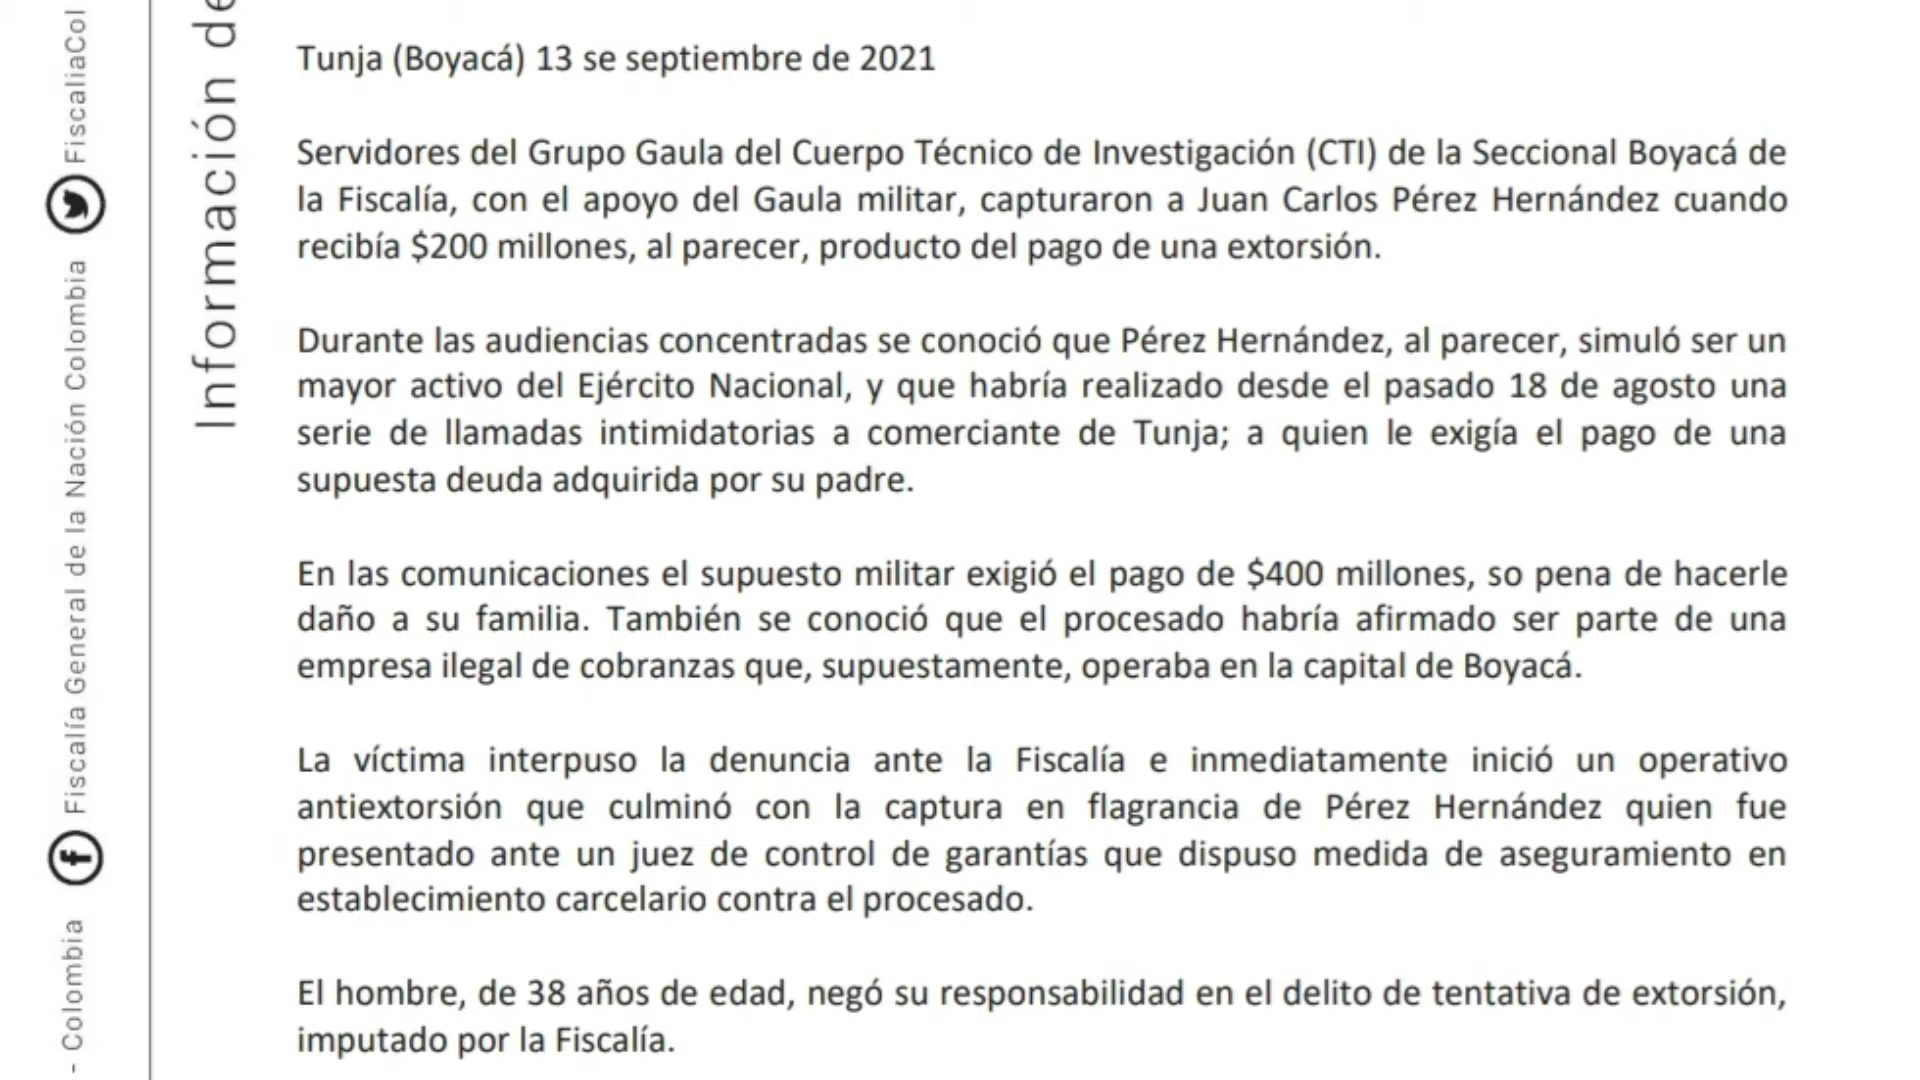 Tunja (Boyacá) 13 se septiembre de 2021
Servidores del Grupo Gaula del Cuerpo Técnico de Investigación (CTI) de la Seccional Boyacá de
la Fiscalía, con el apoyo del Gaula militar, capturaron a Juan Carlos Pérez Hernández cuando
recibía $200 millones, al parecer, producto del pago de una extorsión.
Durante las audiencias concentradas se conoció que Pérez Hernández, al parecer, simuló ser un
mayor activo del Ejército Nacional, y que habría realizado desde el pasado 18 de agosto una
serie de llamadas intimidatorias a comerciante de Tunja; a quien le exigía el pago de una
supuesta deuda adquirida por su padre.
En las comunicaciones el supuesto militar exigió el pago de $400 millones, so pena de hacerle
daño a su familia. También se conoció que el procesado habría afirmado ser parte de una
empresa ilegal de cobranzas que, supuestamente, operaba en la capital de Boyacá.
La víctima interpuso la denuncia ante la Fiscalía e inmediatamente inició un operativo
antiextorsión que culminó con la captura en flagrancia de Pérez Hernández quien fue
presentado ante un juez de control de garantías que dispuso medida de aseguramiento en
establecimiento carcelario contra el procesado.
El hombre, de 38 años de edad, negó su responsabilidad en el delito de tentativa de extorsión,
imputado por la Fiscalía.
Información de
- Colombia
Fiscalía General de la Nación Colombia
FiscaliaCol